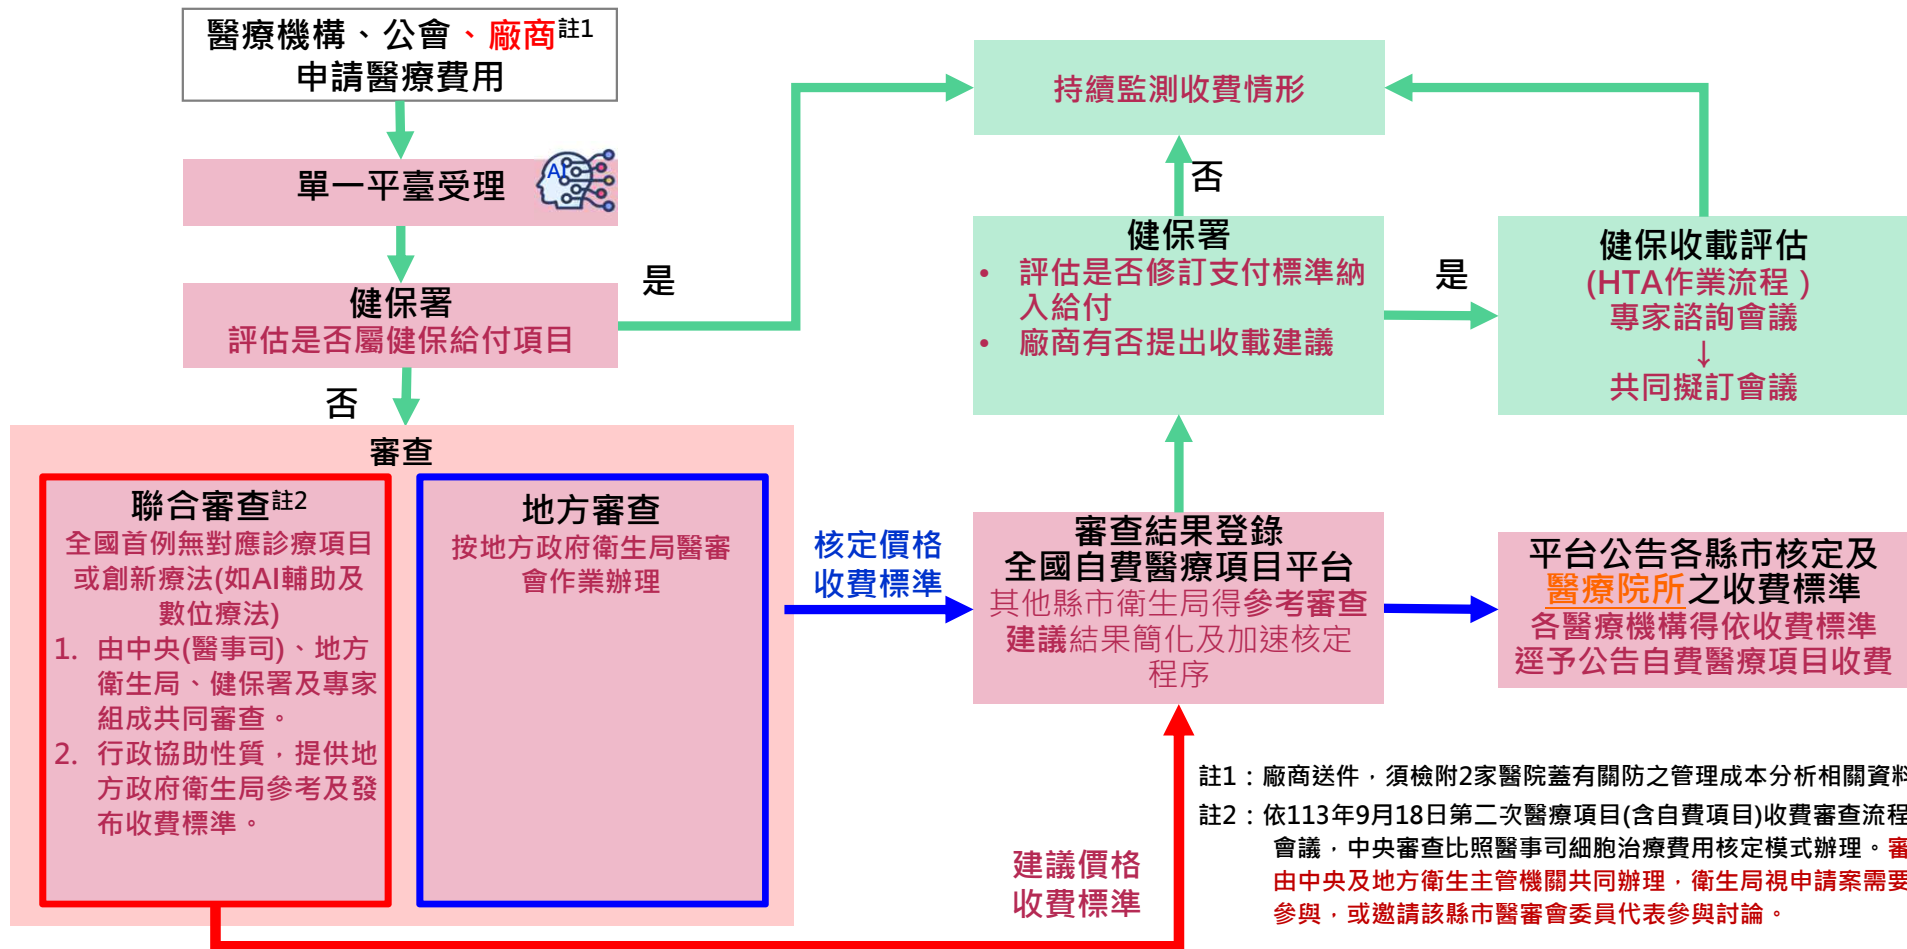 醫療機構、公會、廠商註1
申請醫療費用
單一平臺受理
AI
健保署
評估是否屬健保給付項目
是
否
審查
聯合審查註2
全國首例無對應診療項目
或創新療法(如AI輔助及
數位療法)
1. 由中央(醫事司)、地方
衛生局、健保署及專家
組成共同審查。
2. 行政協助性質，提供地
方政府衛生局參考及發
布收費標準。
地方審查
按地方政府衛生局醫審
會作業辦理
核定價格
收費標準
建議價格
收費標準
持續監測收費情形
否
健保署
• 評估是否修訂支付標準納
入給付
• 廠商有否提出收載建議
是
健保收載評估
(HTA作業流程 )
專家諮詢會議
↓
共同擬訂會議
審查結果登錄
全國自費醫療項目平台
其他縣市衛生局得參考審查
建議結果簡化及加速核定
程序
平台公告各縣市核定及
醫療院所之收費標準
各醫療機構得依收費標準
逕予公告自費醫療項目收費
註1：廠商送件，須檢附2家醫院蓋有關防之管理成本分析相關資料
註2：依113年9月18日第二次醫療項目(含自費項目)收費審查流程
會議，中央審查比照醫事司細胞治療費用核定模式辦理。審
由中央及地方衛生主管機關共同辦理，衛生局視申請案需要
參與，或邀請該縣市醫審會委員代表參與討論。